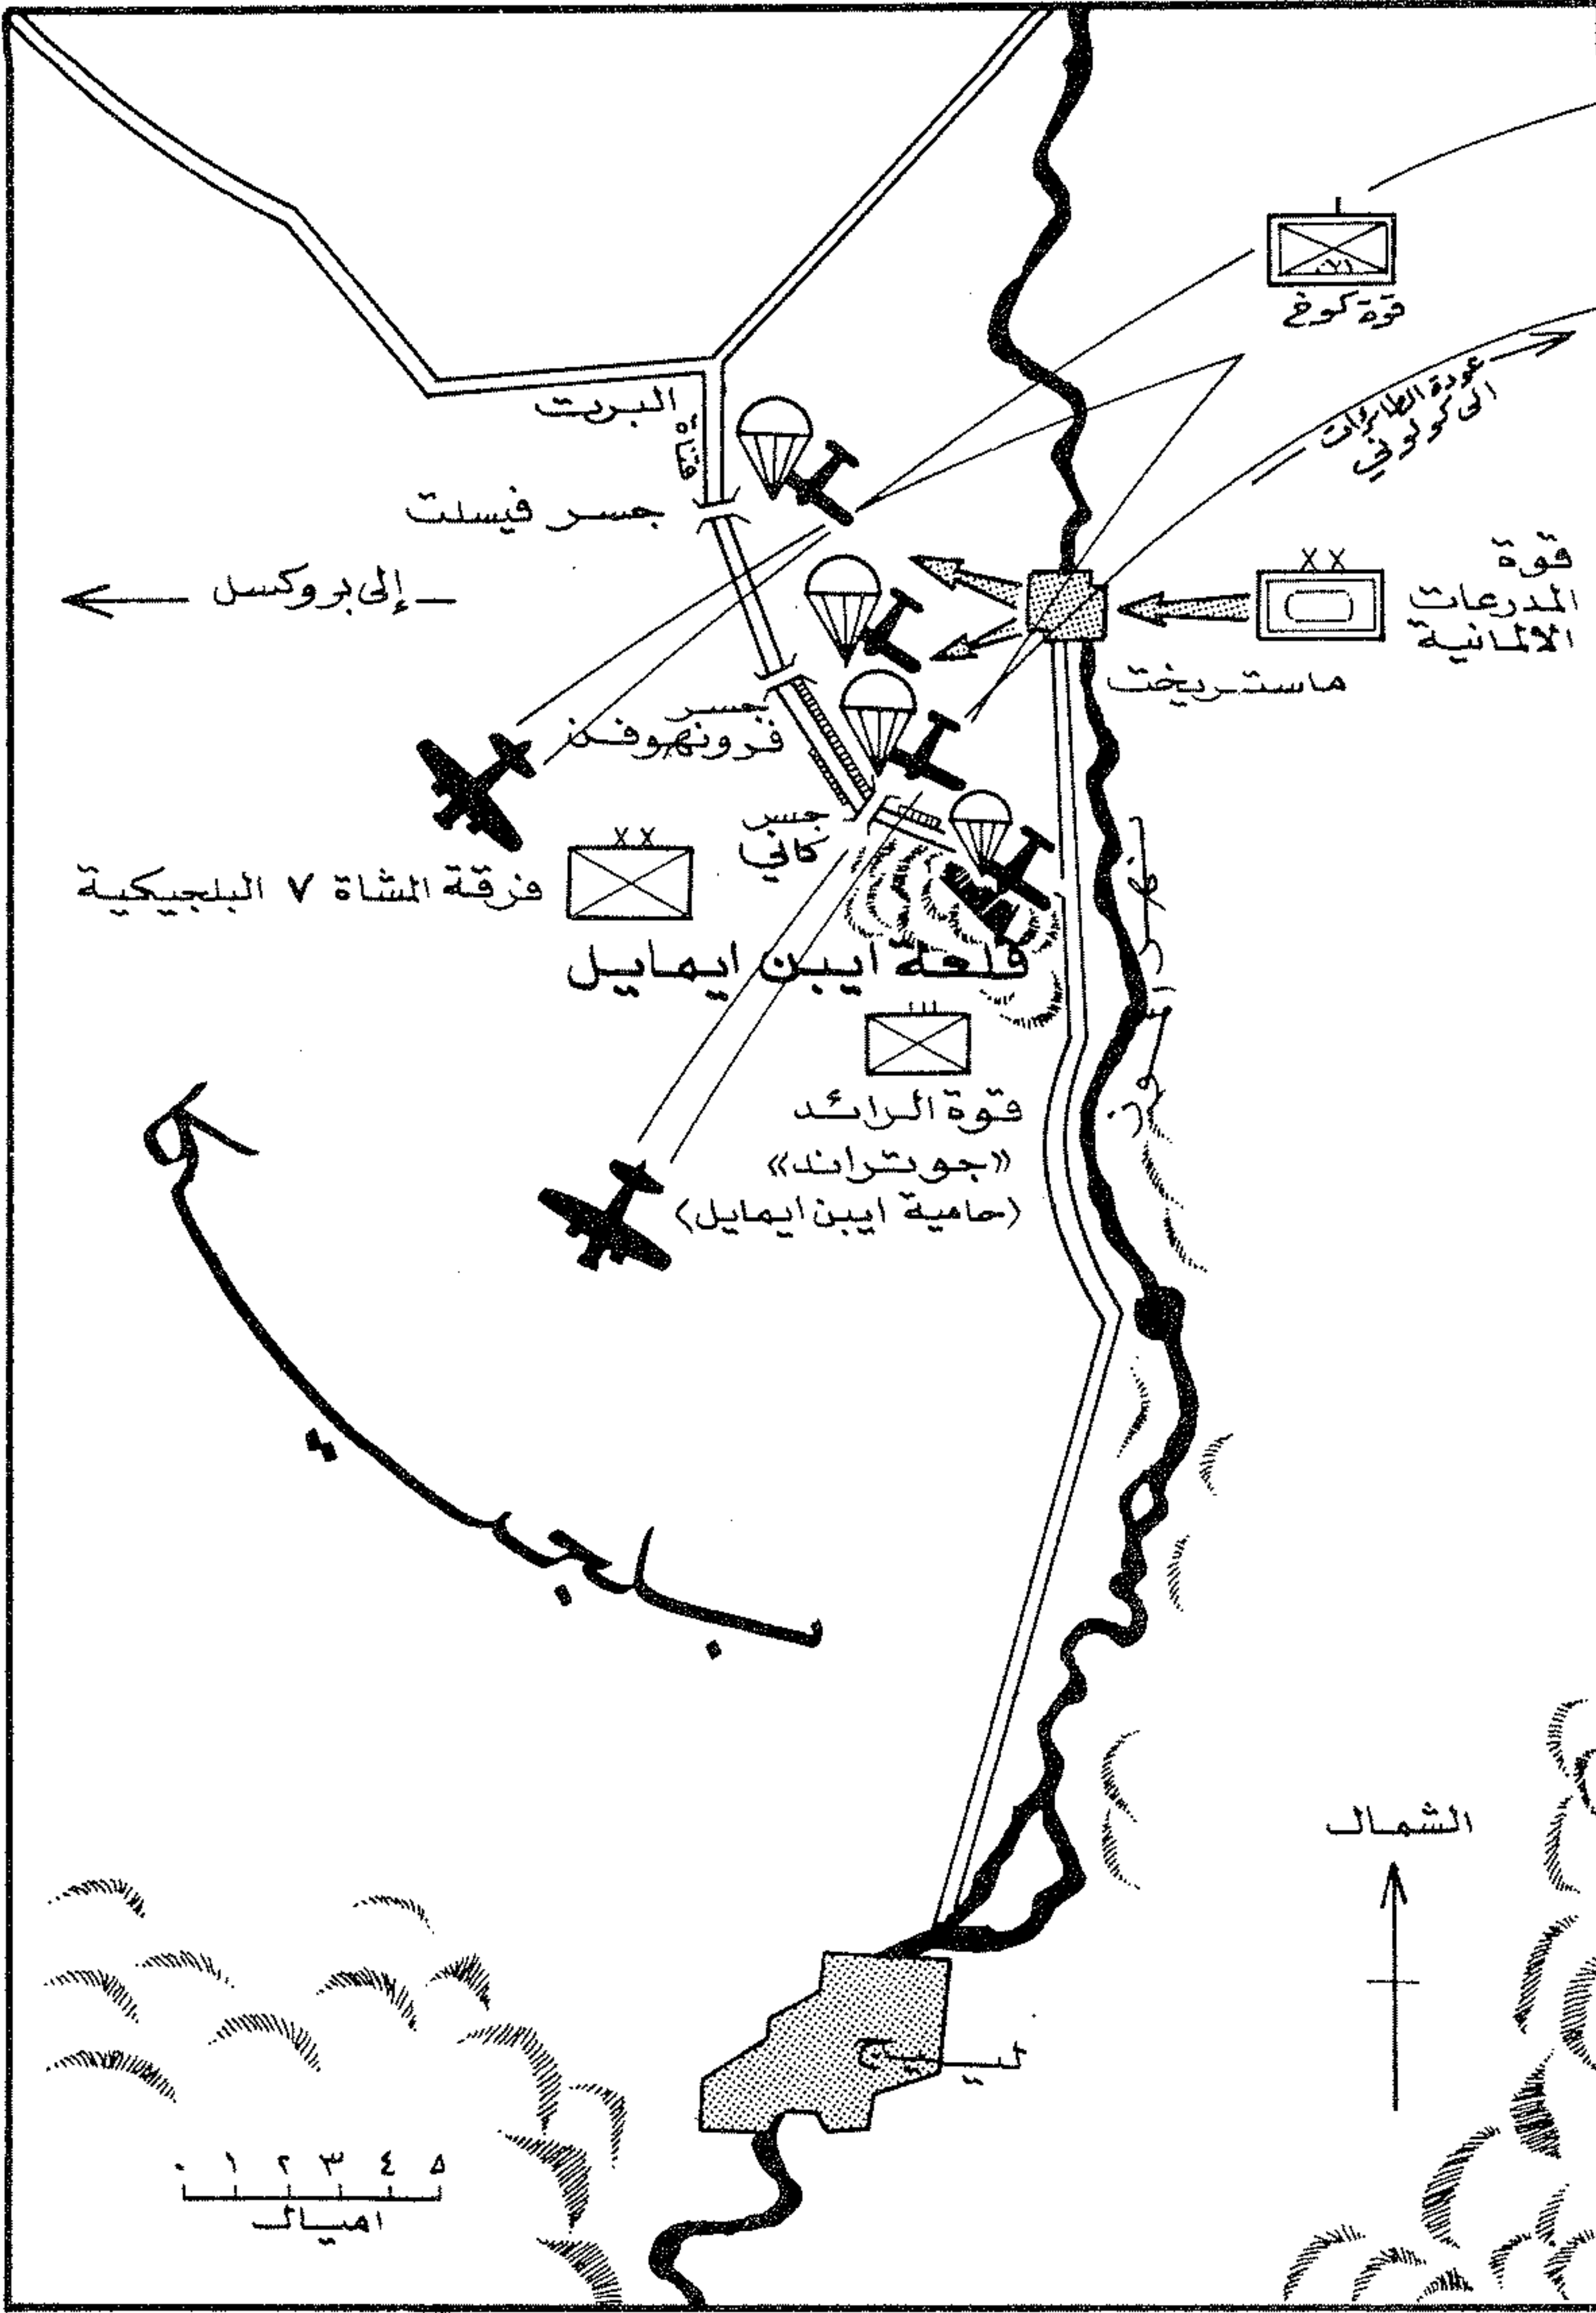 قوة كوخ
عودة الطائرات
الى كولوني
قناة
البرت
جسر فيسلت
إلى بروكسل
قوة
المدرعات
الالمانية
ماستريخت
جسر
فرونهوفن
جسر
كاني
فرقة المشاة ٧ البلجيكية
قلعة ايبن ايمايل
قوة الرائد
«جوتراند»
(حامية ايبن ايمايل)
بلجيكا
الشمال
لييج
٠ ١ ٢ ٣ ٤ ٥
اميال